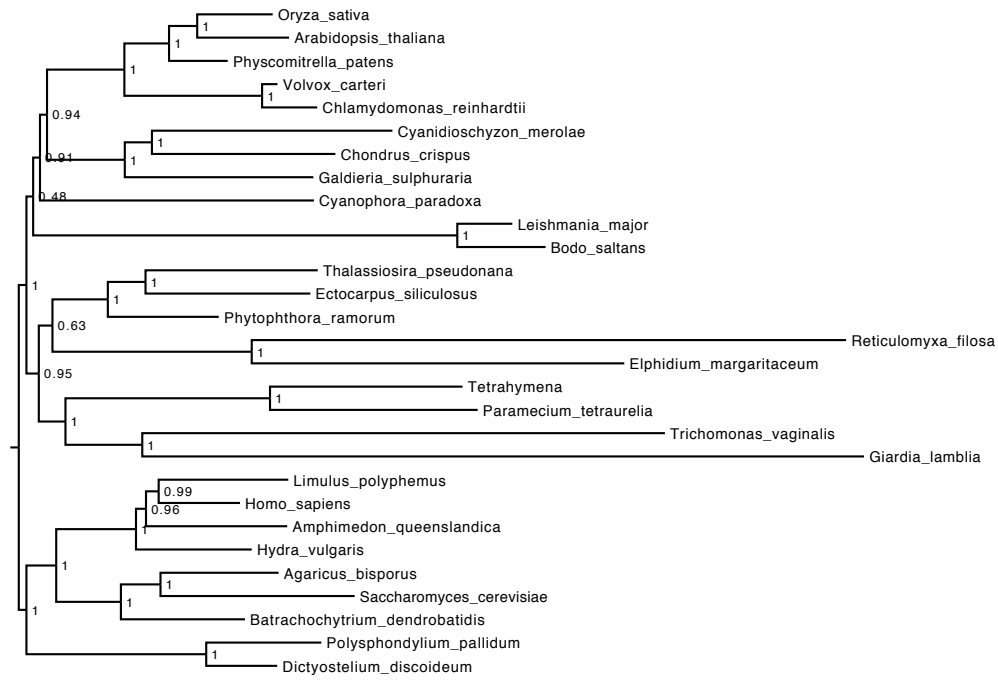 Oryza_sativa
1
Arabidopsis_thaliana
1
Physcomitrella_patens
1
Volvox_carteri
1
Chlamydomonas_reinhardtii
0.94
Cyanidioschyzon_merolae
1
Chondrus_crispus
0.91
1
Galdieria_sulphuraria
0.48
Cyanophora_paradoxa
Leishmania_major
1
Bodo_saltans
Thalassiosira_pseudonana
1
1
Ectocarpus_siliculosus
1
Phytophthora_ramorum
0.63
Reticulomyxa_filosa
1
Elphidium_margaritaceum
0.95
Tetrahymena
1
Paramecium_tetraurelia
1
Trichomonas_vaginalis
1
Giardia_lamblia
Limulus_polyphemus
0.99
Homo_sapiens
0.96
Amphimedon_queenslandica
1
Hydra_vulgaris
1
Agaricus_bisporus
1
Saccharomyces_cerevisiae
1
1
Batrachochytrium_dendrobatidis
Polysphondylium_pallidum
1
Dictyostelium_discoideum